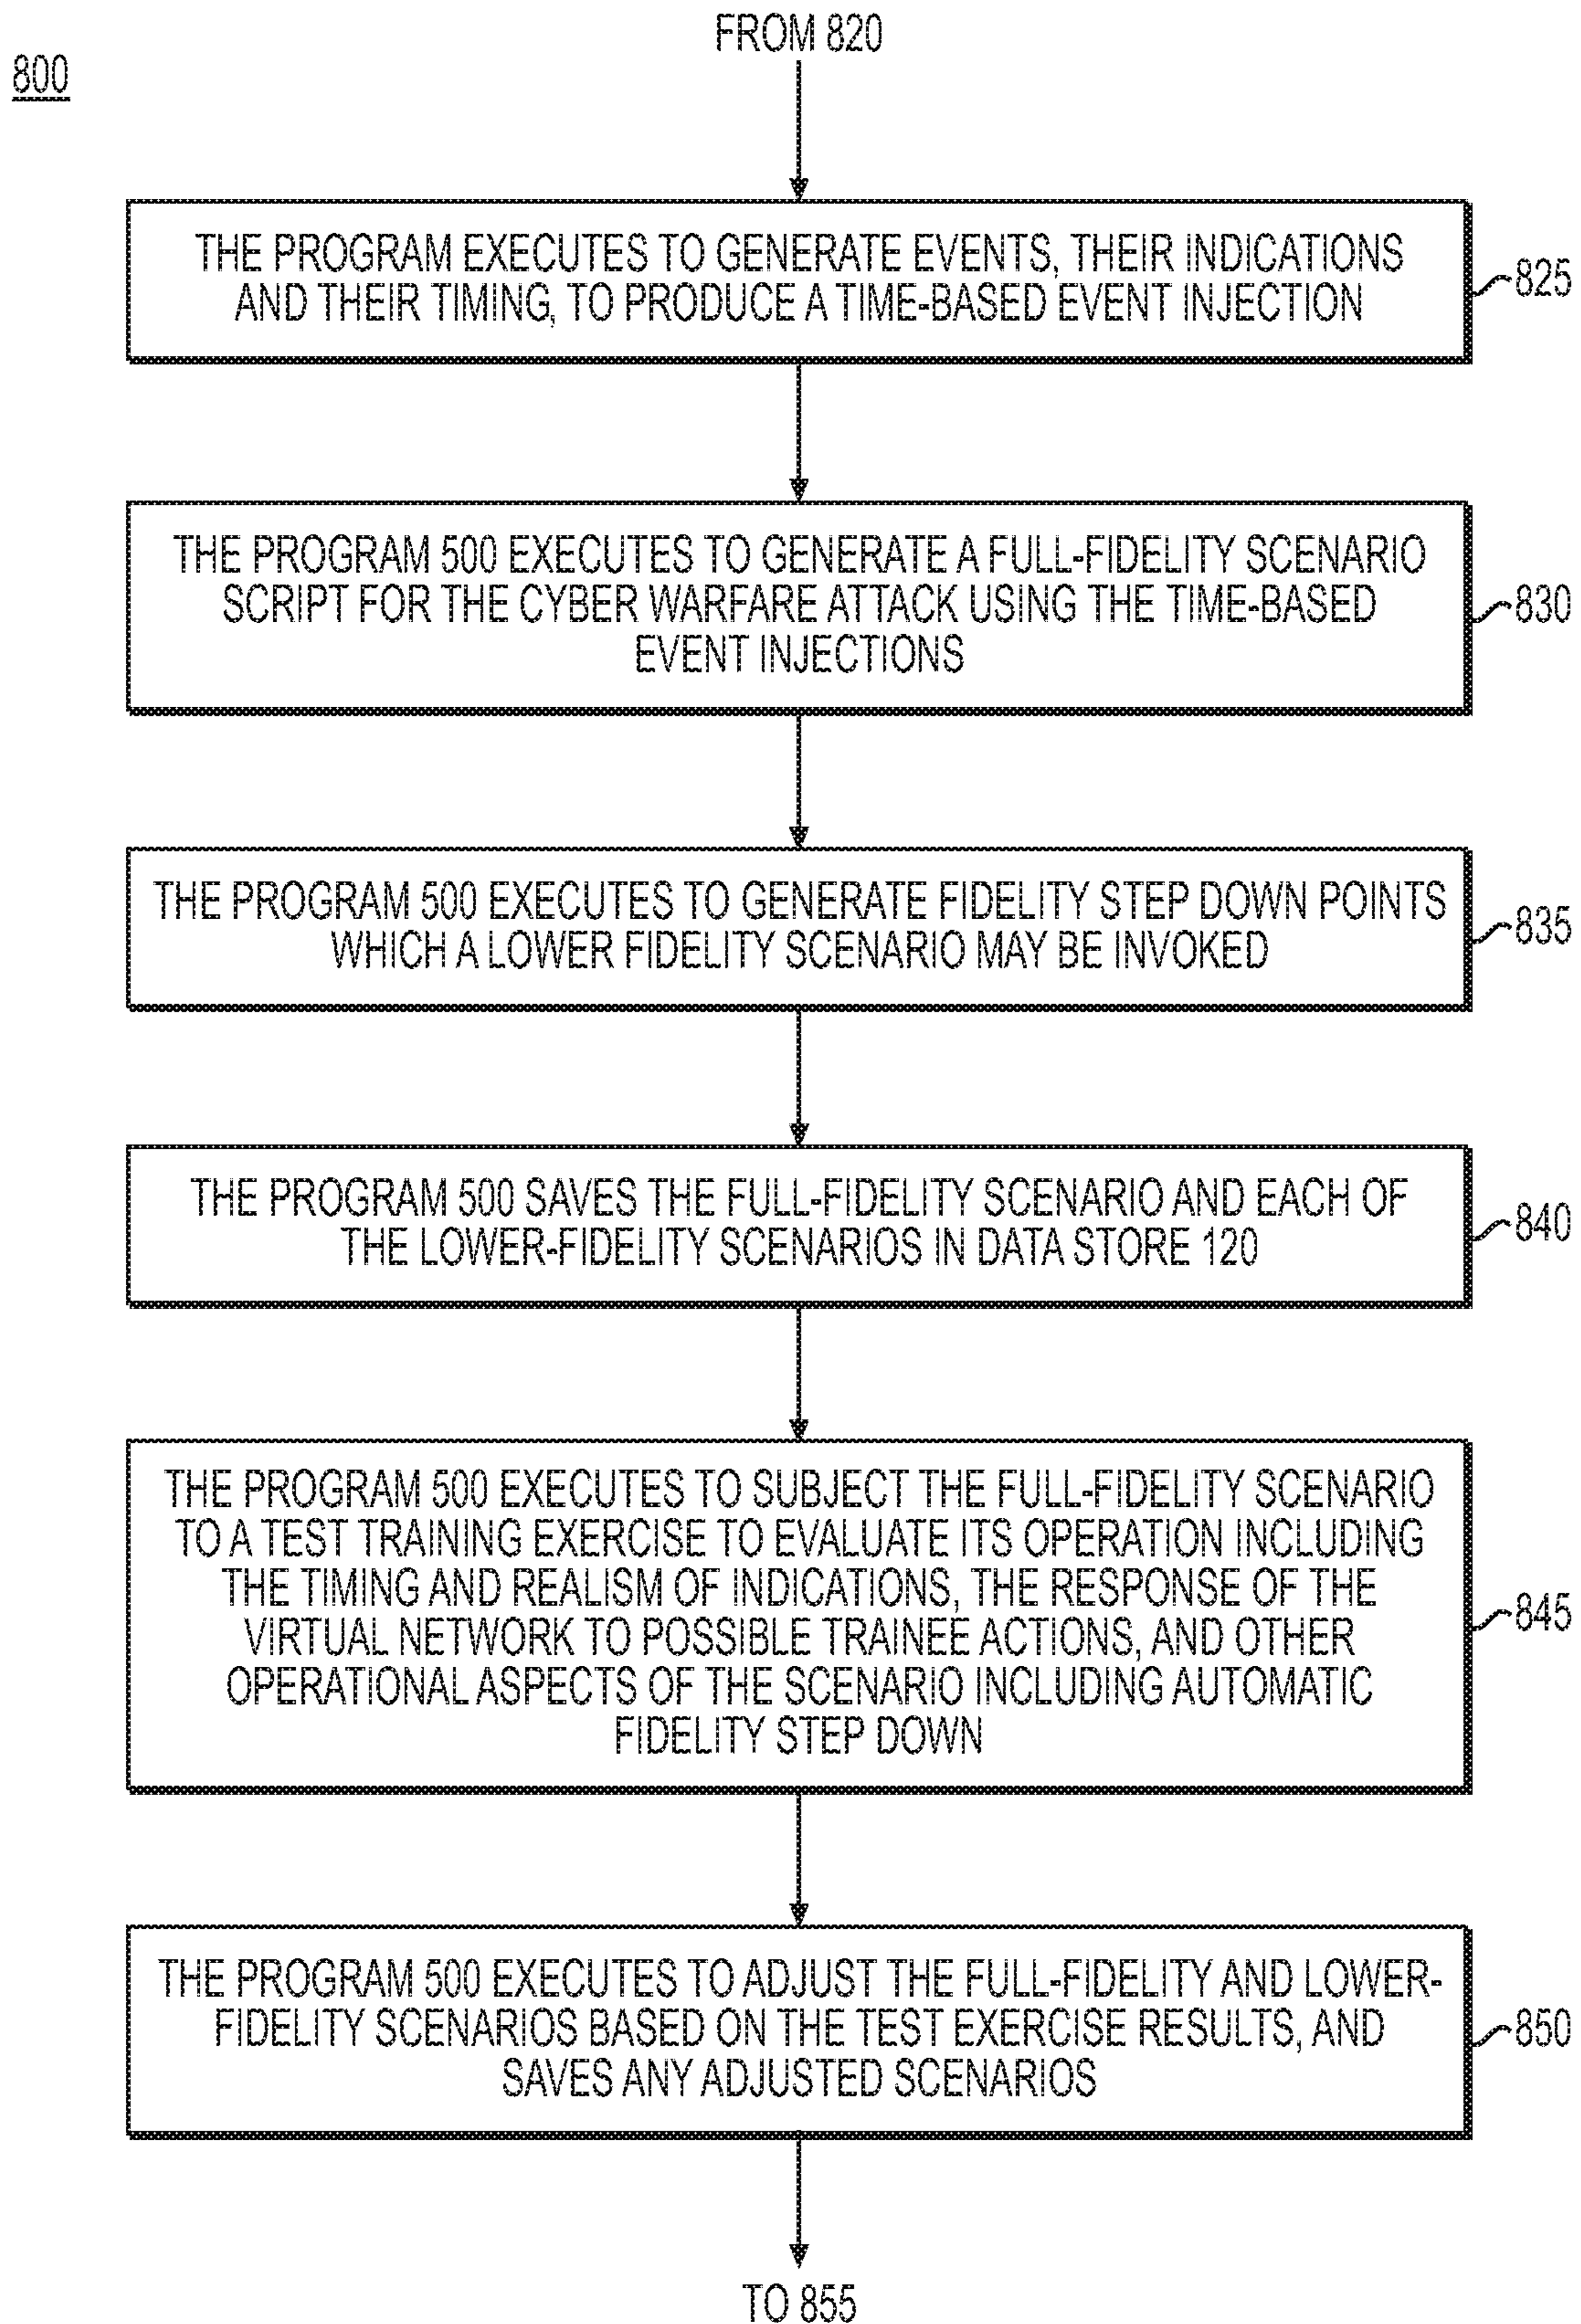 FROM 820
800
THE PROGRAM EXECUTES TO GENERATE EVENTS, THEIR INDICATIONS
AND THEIR TIMING, TO PRODUCE A TIME-BASED EVENT INJECTION
825
THE PROGRAM 500 EXECUTES TO GENERATE A FULL-FIDELITY SCENARIO
SCRIPT FOR THE CYBER WARFARE ATTACK USING THE TIME-BASED
EVENT INJECTIONS
830
THE PROGRAM 500 EXECUTES TO GENERATE FIDELITY STEP DOWN POINTS
WHICH A LOWER FIDELITY SCENARIO MAY BE INVOKED
835
THE PROGRAM 500 SAVES THE FULL-FIDELITY SCENARIO AND EACH OF
THE LOWER-FIDELITY SCENARIOS IN DATA STORE 120
840
THE PROGRAM 500 EXECUTES TO SUBJECT THE FULL-FIDELITY SCENARIO
TO A TEST TRAINING EXERCISE TO EVALUATE ITS OPERATION INCLUDING
THE TIMING AND REALISM OF INDICATIONS, THE RESPONSE OF THE
VIRTUAL NETWORK TO POSSIBLE TRAINEE ACTIONS, AND OTHER
OPERATIONAL ASPECTS OF THE SCENARIO INCLUDING AUTOMATIC
FIDELITY STEP DOWN
845
THE PROGRAM 500 EXECUTES TO ADJUST THE FULL-FIDELITY AND LOWER-
FIDELITY SCENARIOS BASED ON THE TEST EXERCISE RESULTS, AND
SAVES ANY ADJUSTED SCENARIOS
850
TO 855